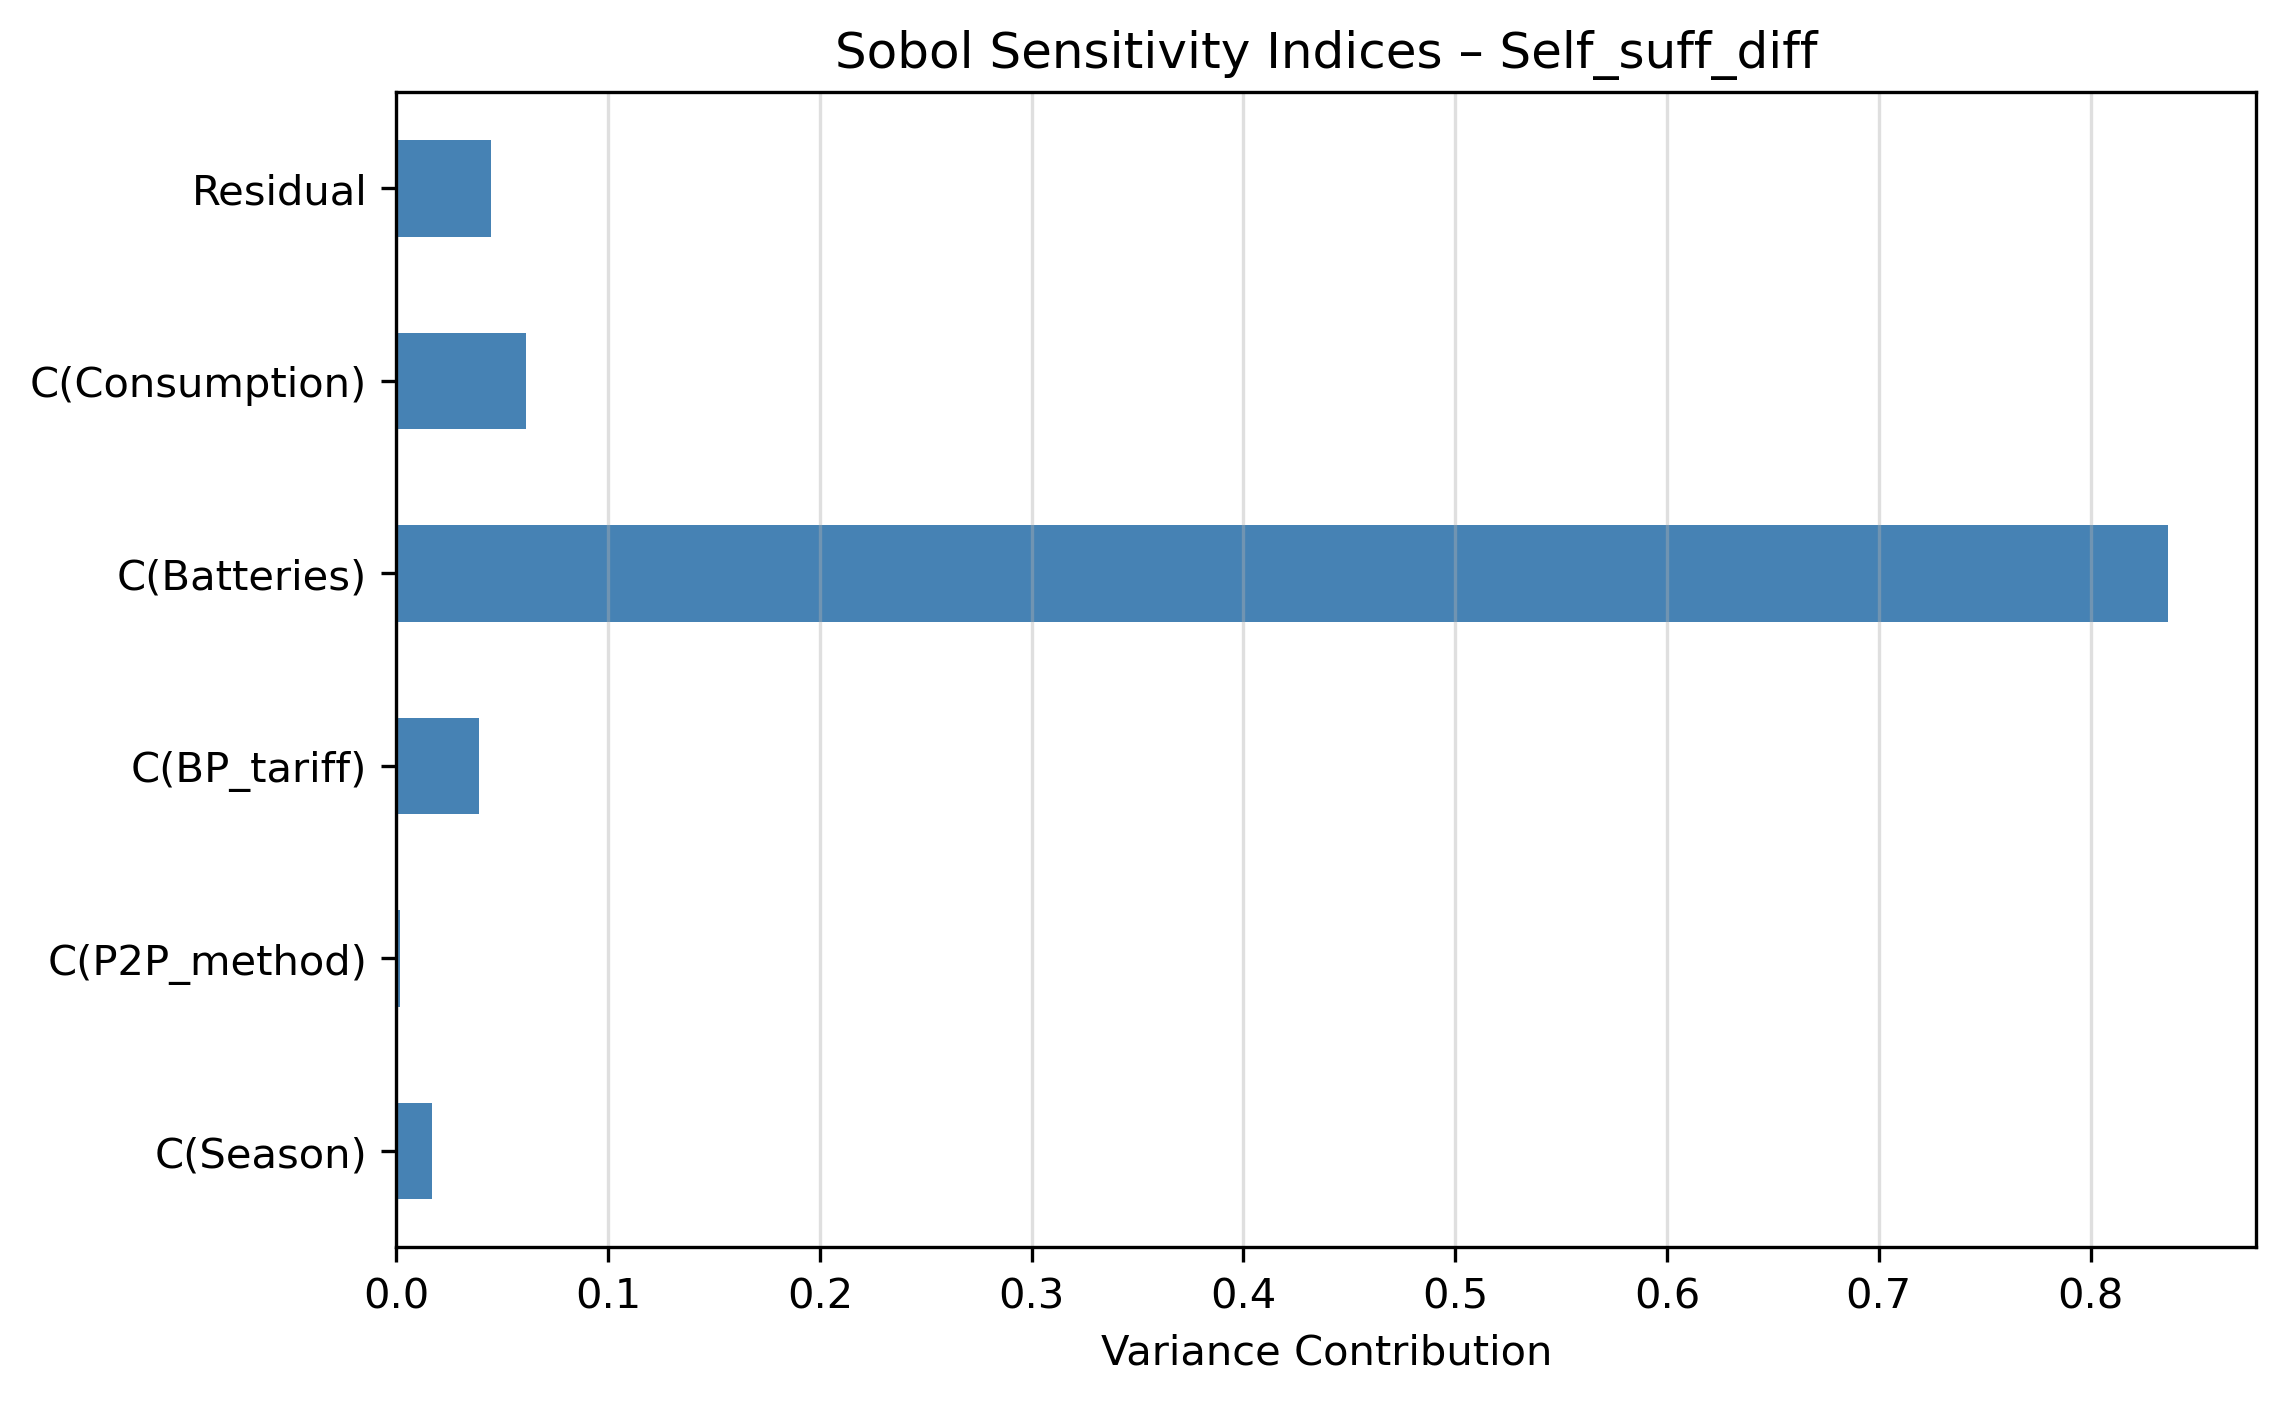 Sobol Sensitivity Indices – Self_suff_diff
Residual
C(Consumption)
C(Batteries)
C(BP_tariff)
C(P2P_method)
C(Season)
0.0 0.1 0.2 0.3 0.4 0.5 0.6 0.7 0.8
Variance Contribution